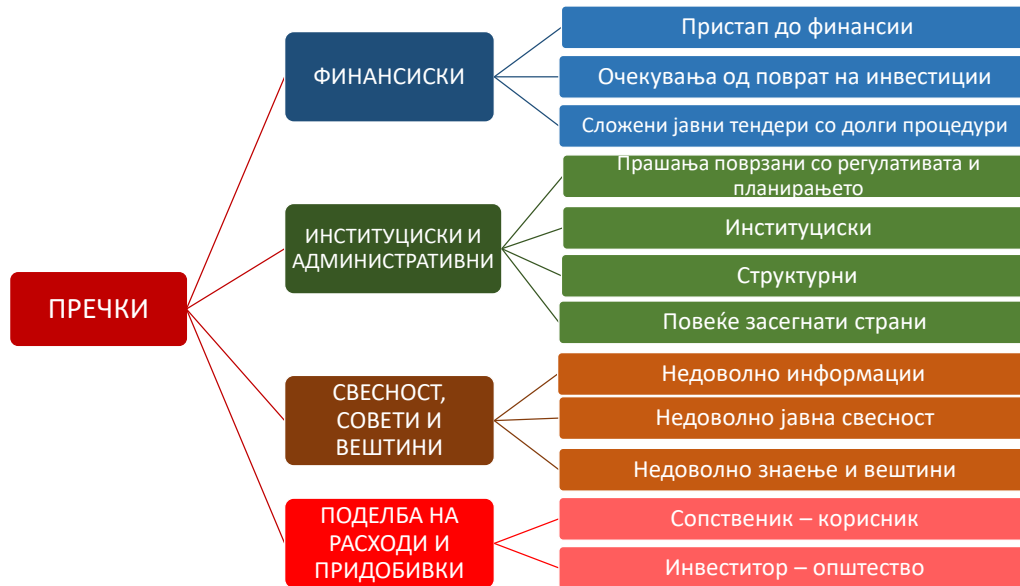 ПРЕЧКИ
ФИНАНСИСКИ
Пристап до финансии
Очекувања од поврат на инвестиции
Сложени јавни тендери со долги процедури
ИНСТИТУЦИСКИ И
АДМИНИСТРАТИВНИ
Прашања поврзани со регулативата и
планирањето
Институциски
Структурни
Повеќе засегнати страни
СВЕСНОСТ,
СОВЕТИ И
ВЕШТИНИ
Недоволно информации
Недоволно јавна свесност
Недоволно знаење и вештини
ПОДЕЛБА НА
РАСХОДИ И
ПРИДОБИВКИ
Сопственик – корисник
Инвеститор – општество